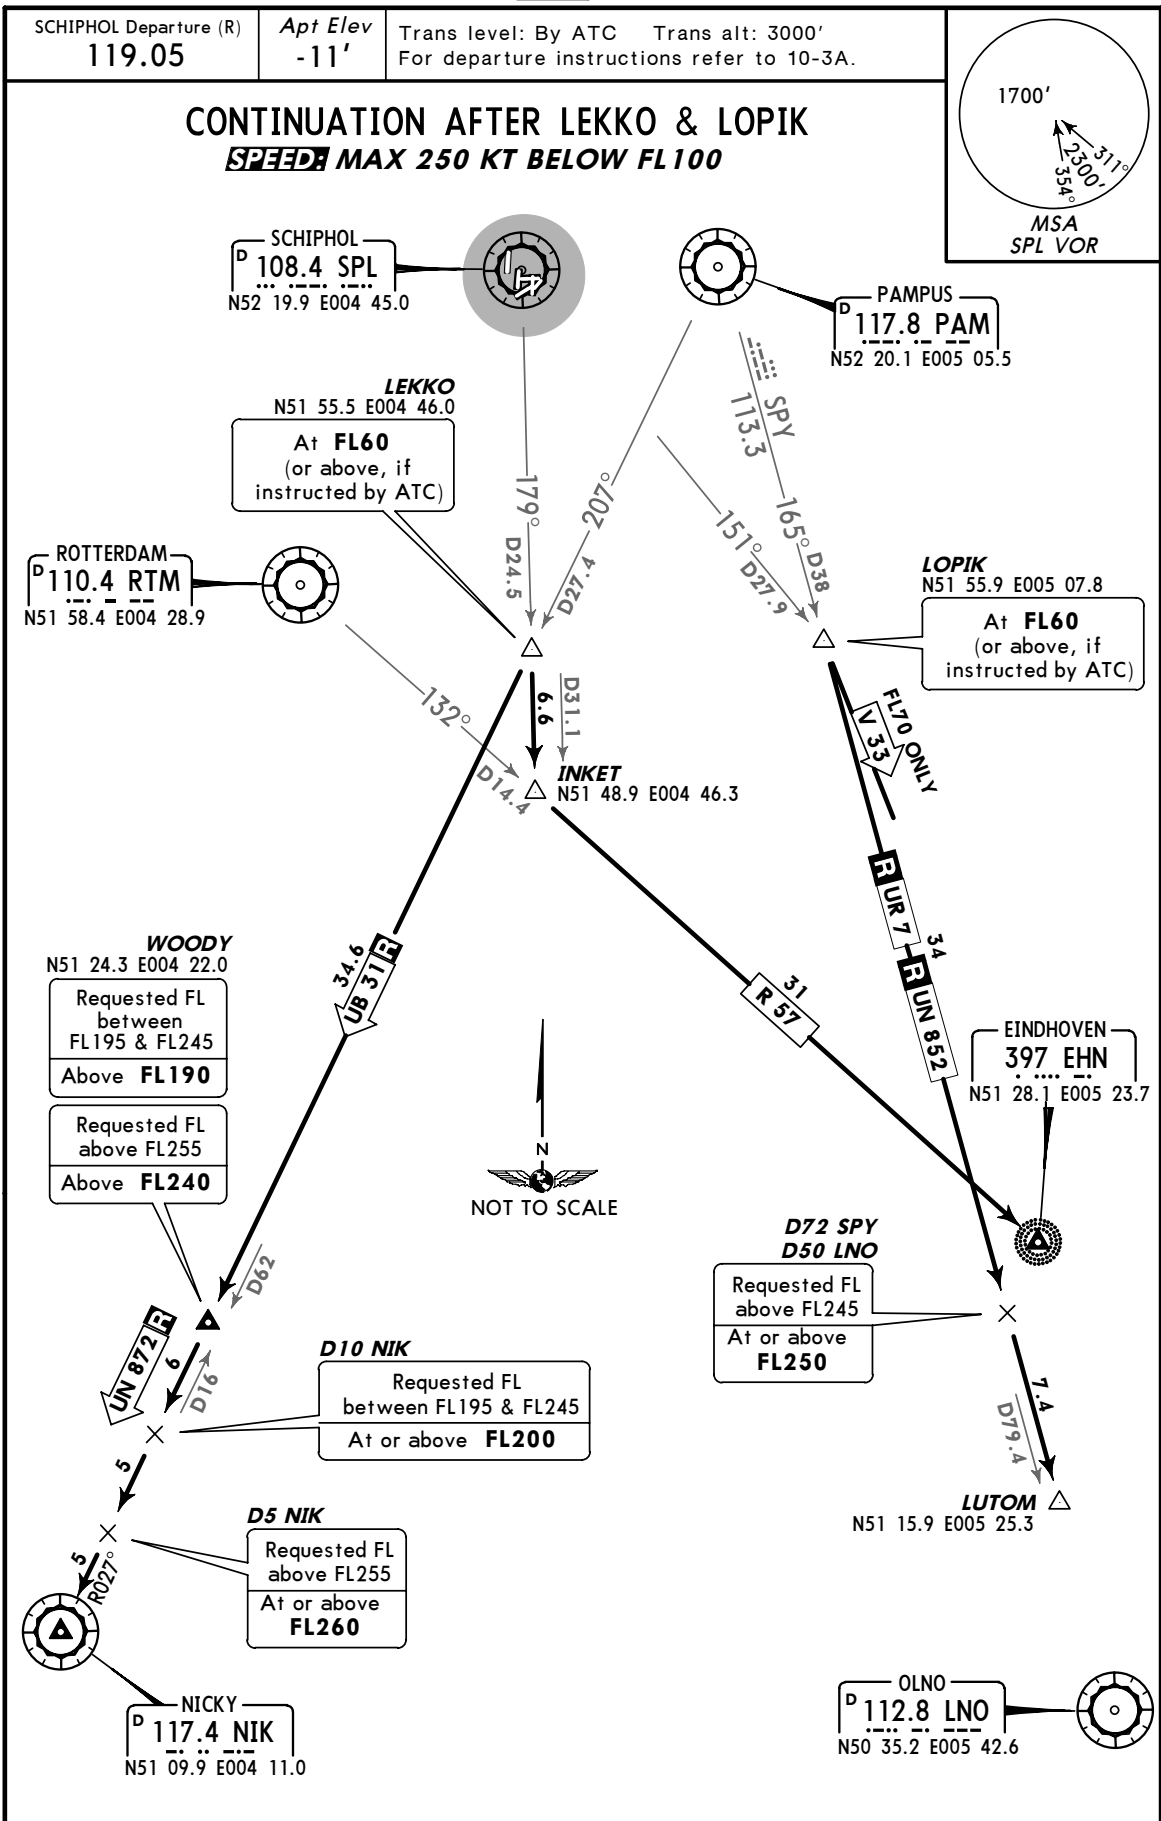 SCHIPHOL Departure (R)
119.05
Apt Elev
-11'
Trans level: By ATC Trans alt: 3000'
For departure instructions refer to 10-3A.
1700'
311°
2300'
354°
MSA
SPL VOR
CONTINUATION AFTER LEKKO & LOPIK
SPEED: MAX 250 KT BELOW FL100
SCHIPHOL
D 108.4 SPL
N52 19.9 E004 45.0
PAMPUS
D 117.8 PAM
N52 20.1 E005 05.5
SPY
113.3
LEKKO
N51 55.5 E004 46.0
At FL60
(or above, if
instructed by ATC)
179°
D24.5
207°
D27.4
151°
D27.9
165°
D38
ROTTERDAM
D 110.4 RTM
N51 58.4 E004 28.9
LOPIK
N51 55.9 E005 07.8
At FL60
(or above, if
instructed by ATC)
132°
D14.4
6.6
D31.1
INKET
N51 48.9 E004 46.3
FL70 ONLY
V 33
R UR 7
34
R UN 852
WOODY
N51 24.3 E004 22.0
Requested FL
between
FL195 & FL245
Above FL190
Requested FL
above FL255
Above FL240
34.6
UB 31 R
31
R 57
EINDHOVEN
397 EHN
N51 28.1 E005 23.7
N
NOT TO SCALE
D72 SPY
D50 LNO
Requested FL
above FL245
At or above
FL250
D62
UN 872 R
6
D16
D10 NIK
Requested FL
between FL195 & FL245
At or above FL200
7.4
D79.4
5
LUTOM
N51 15.9 E005 25.3
D5 NIK
Requested FL
above FL255
At or above
FL260
5
R027°
NICKY
D 117.4 NIK
N51 09.9 E004 11.0
OLNO
D 112.8 LNO
N50 35.2 E005 42.6